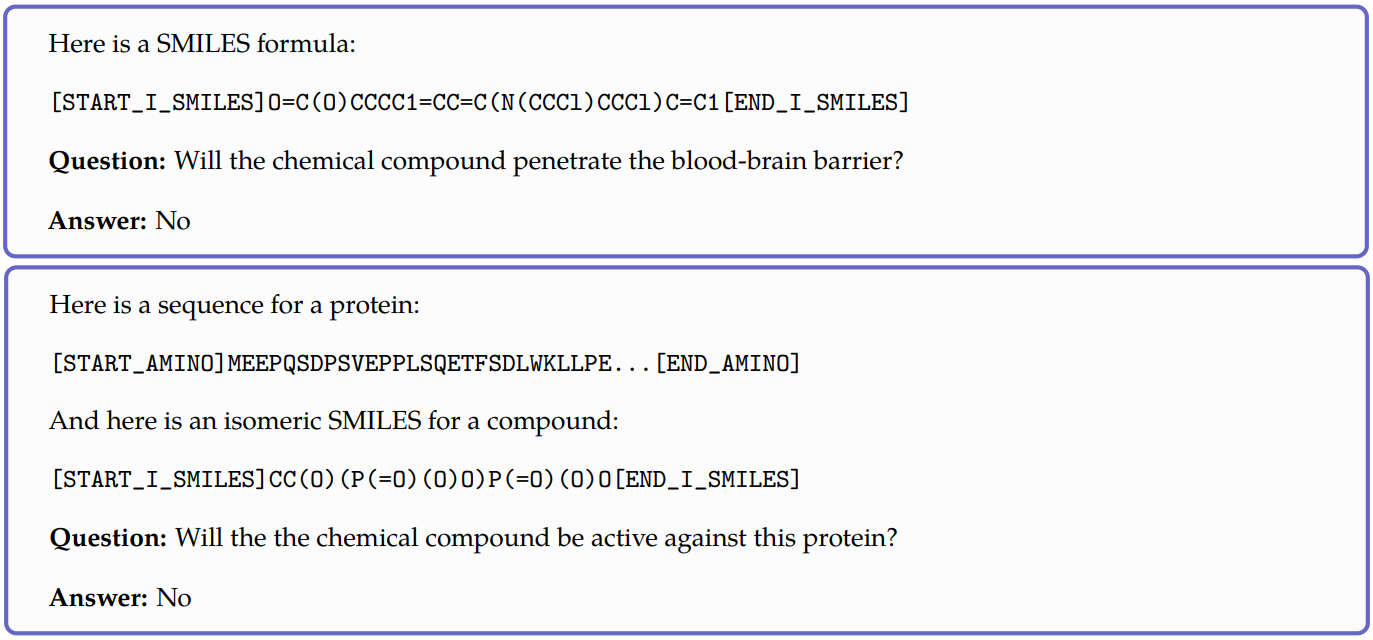 Here is a SMILES formula:
[START_I_SMILES]O=C(O)CCCC1=CC=C(N(CCCl)CCCl)C=C1[END_I_SMILES]
Question: Will the chemical compound penetrate the blood-brain barrier?
Answer: No
Here is a sequence for a protein:
[START_AMINO]MEEPQSDPSVEPPLSQETFSDLWKLLPE...[END_AMINO]
And here is an isomeric SMILES for a compound:
[START_I_SMILES]CC(O)(P(=O)(O)O)P(=O)(O)O[END_I_SMILES]
Question: Will the the chemical compound be active against this protein?
Answer: No